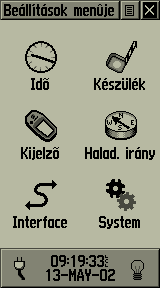 Beállítások menüje
Idő Készülék
Kijelző Halad. irány
Interface System
09:19:33
13-MAY-02